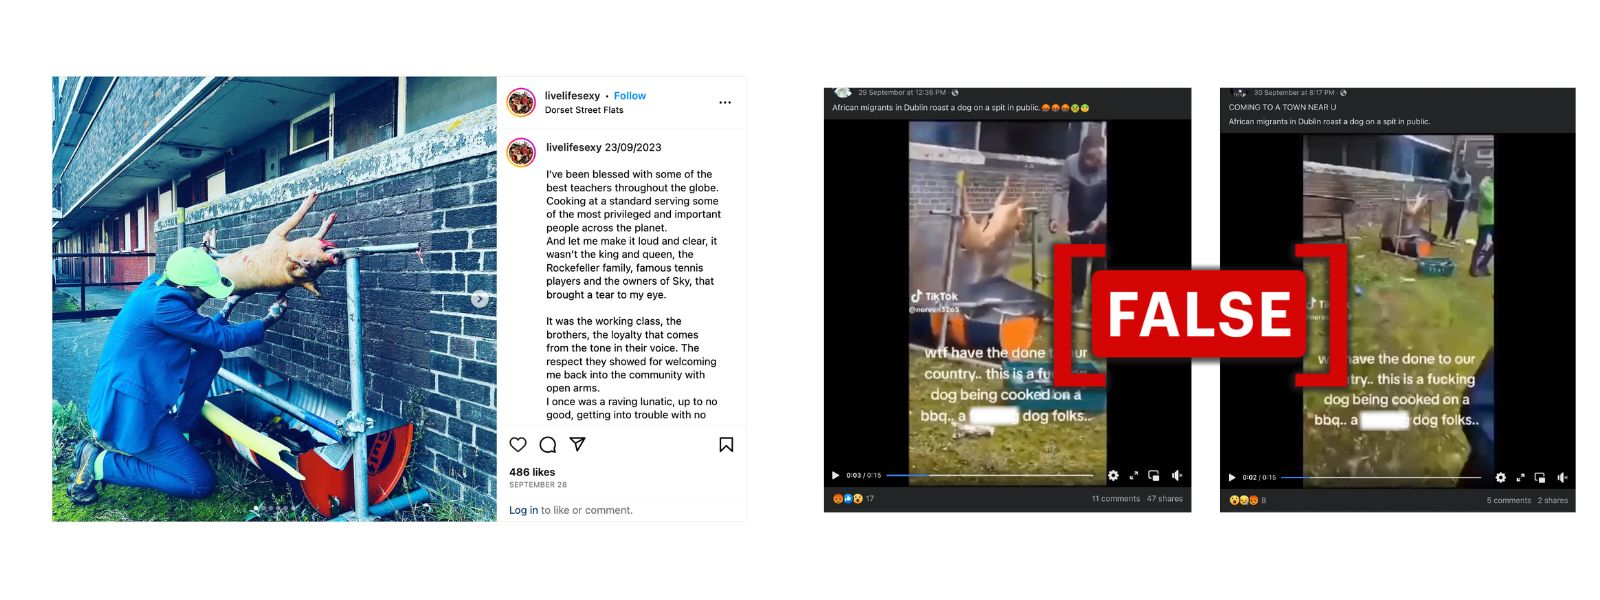 livelifesexy • Follow
Dorset Street Flats
livelifesexy 23/09/2023
I've been blessed with some of the
best teachers throughout the globe.
Cooking at a standard serving some
of the most privileged and important
people across the planet.
And let me make it loud and clear, it
wasn't the king and queen, the
Rockefeller family, famous tennis
players and the owners of Sky, that
brought a tear to my eye.
It was the working class, the
brothers, the loyalty that comes
from the tone in their voice. The
respect they showed for welcoming
me back into the community with
open arms.
I once was a raving lunatic, up to no
good, getting into trouble with no
486 likes
SEPTEMBER 28
Log in to like or comment.
29 September at 12:36 PM
African migrants in Dublin roast a dog on a spit in public.
TikTok
@noreen3265
wtf have the done to our
country.. this is a fucking
dog being cooked on a
bbq.. a dog folks..
0:03 / 0:15
17
11 comments 47 shares
FALSE
30 September at 8:17 PM
COMING TO A TOWN NEAR U
African migrants in Dublin roast a dog on a spit in public.
have the done to our
this is a fucking
dog being cooked on a
bbq.. a dog folks..
0:02 / 0:15
8
5 comments 2 shares